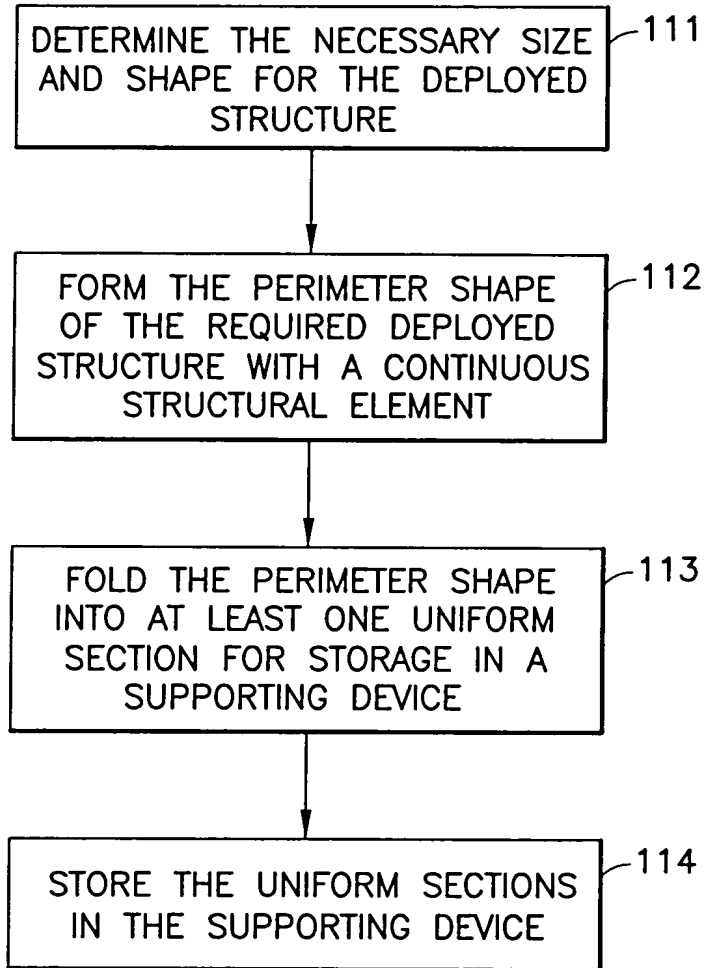 DETERMINE THE NECESSARY SIZE
AND SHAPE FOR THE DEPLOYED
STRUCTURE
111
FORM THE PERIMETER SHAPE
OF THE REQUIRED DEPLOYED
STRUCTURE WITH A CONTINUOUS
STRUCTURAL ELEMENT
112
FOLD THE PERIMETER SHAPE
INTO AT LEAST ONE UNIFORM
SECTION FOR STORAGE IN A
SUPPORTING DEVICE
113
STORE THE UNIFORM SECTIONS
IN THE SUPPORTING DEVICE
114